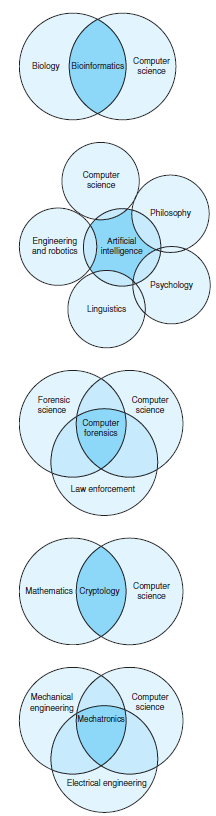 Biology
Bioinformatics
Computer
science
Computer
science
Philosophy
Engineering
and robotics
Artificial
intelligence
Psychology
Linguistics
Forensic
science
Computer
science
Computer
forensics
Law enforcement
Mathematics
Cryptology
Computer
science
Mechanical
engineering
Computer
science
Mechatronics
Electrical engineering